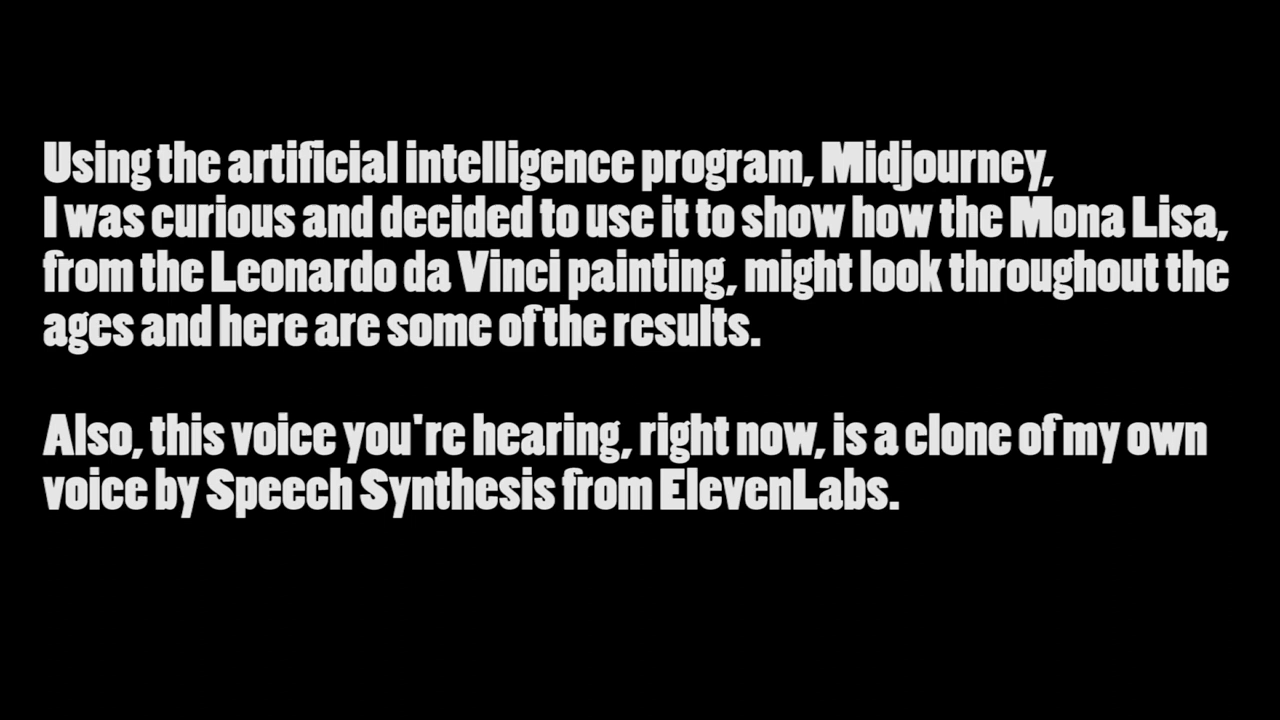 Using the artificial intelligence program, Midjourney,
I was curious and decided to use it to show how the Mona Lisa,
from the Leonardo da Vinci painting, might look throughout the
ages and here are some of the results.
Also, this voice you're hearing, right now, is a clone of my own
voice by Speech Synthesis from ElevenLabs.